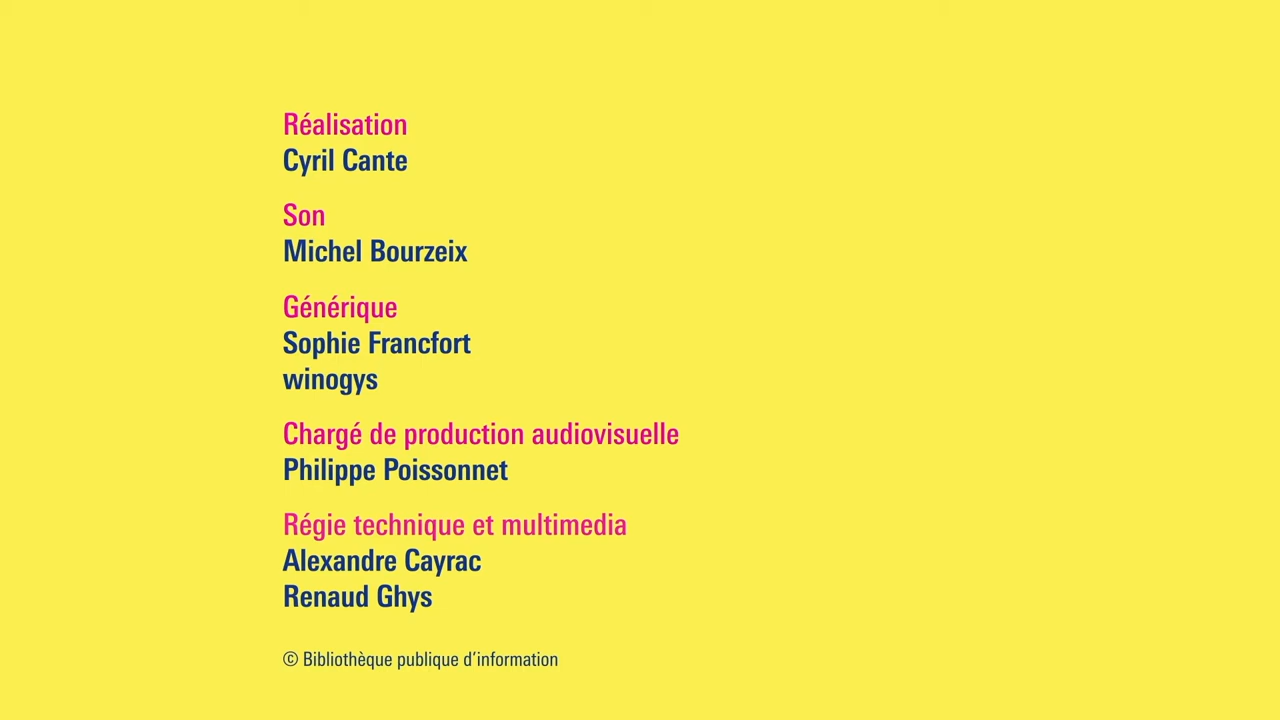 Réalisation
Cyril Cante
Son
Michel Bourzeix
Générique
Sophie Francfort
winogys
Chargé de production audiovisuelle
Philippe Poissonnet
Régie technique et multimedia
Alexandre Cayrac
Renaud Ghys
© Bibliothèque publique d’information